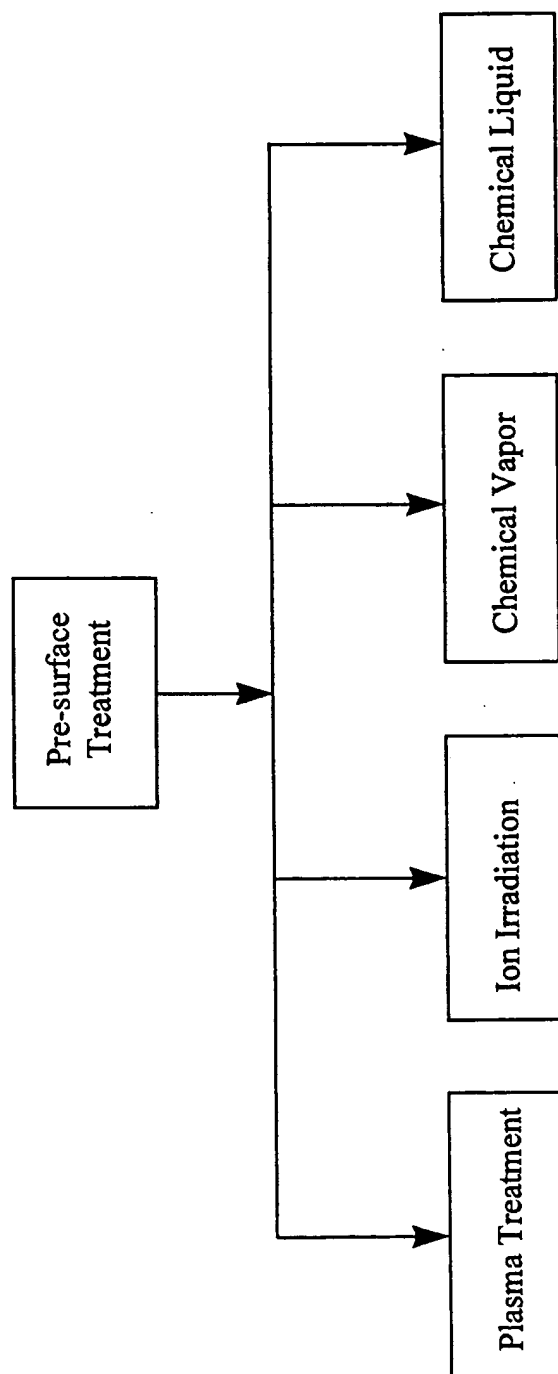 Pre-surface
Treatment
Plasma Treatment
Ion Irradiation
Chemical Vapor
Chemical Liquid